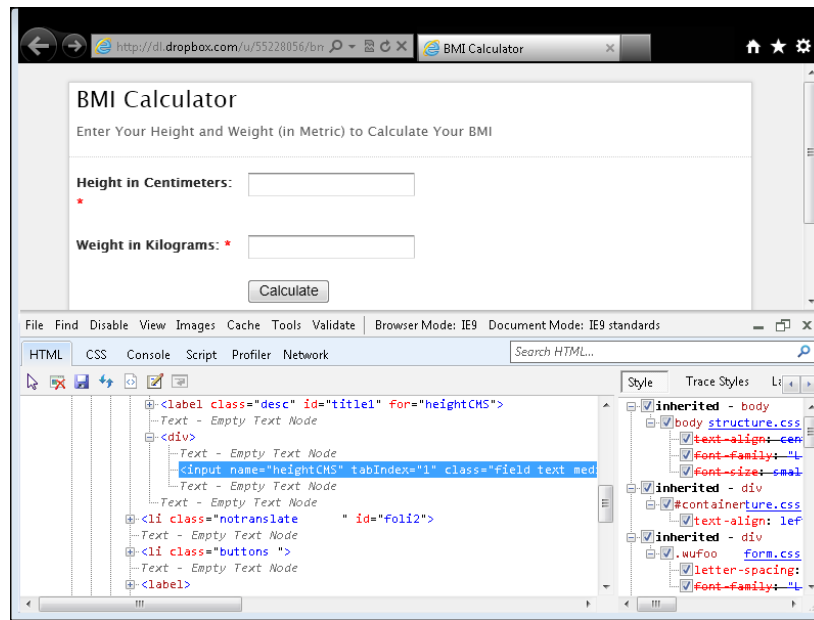 http://dl.dropbox.com/u/55228056/bn
BMI Calculator
BMI Calculator
Enter Your Height and Weight (in Metric) to Calculate Your BMI
Height in Centimeters:
*
Weight in Kilograms: *
Calculate
File Find Disable View Images Cache Tools Validate Browser Mode: IE9 Document Mode: IE9 standards
HTML CSS Console Script Profiler Network Search HTML...
Style Trace Styles La
<label class="desc" id="title1" for="heightCMS">
Text - Empty Text Node
<div>
Text - Empty Text Node
<input name="heightCMS" tabIndex="1" class="field text med
Text - Empty Text Node
Text - Empty Text Node
<li class="notranslate      " id="foli2">
Text - Empty Text Node
<li class="buttons ">
Text - Empty Text Node
<label>
inherited - body
body structure.css
text-align: cen
font-family: "L
font-size: smal
inherited - div
#containerture.css
text-align: lef
inherited - div
.wufoo form.css
letter-spacing:
font-family: "L